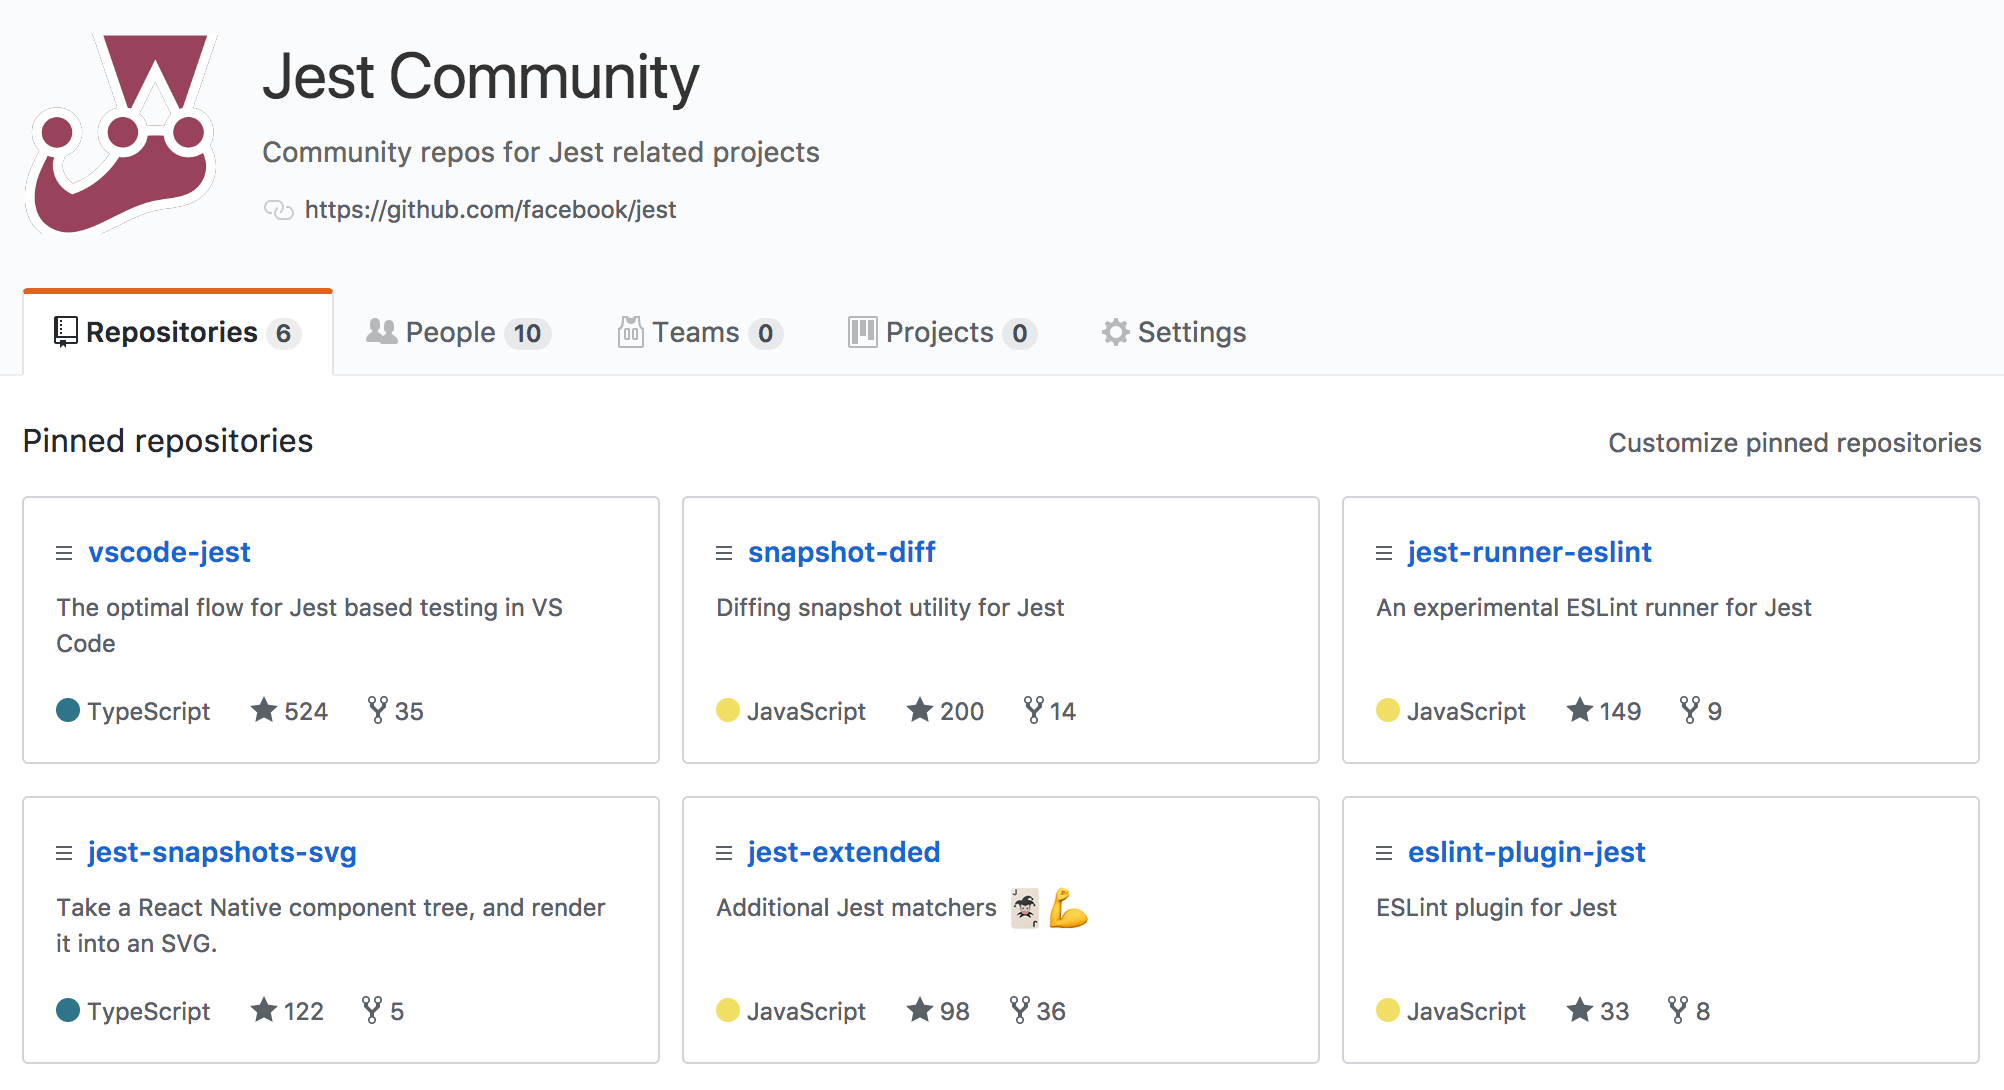 Jest Community
Community repos for Jest related projects
https://github.com/facebook/jest
Repositories 6 People 10 Teams 0 Projects 0 Settings
Pinned repositories
Customize pinned repositories
vscode-jest
The optimal flow for Jest based testing in VS
Code
TypeScript 524 35
snapshot-diff
Diffing snapshot utility for Jest
JavaScript 200 14
jest-runner-eslint
An experimental ESLint runner for Jest
JavaScript 149 9
jest-snapshots-svg
Take a React Native component tree, and render
it into an SVG.
TypeScript 122 5
jest-extended
Additional Jest matchers 🃏💪
JavaScript 98 36
eslint-plugin-jest
ESLint plugin for Jest
JavaScript 33 8